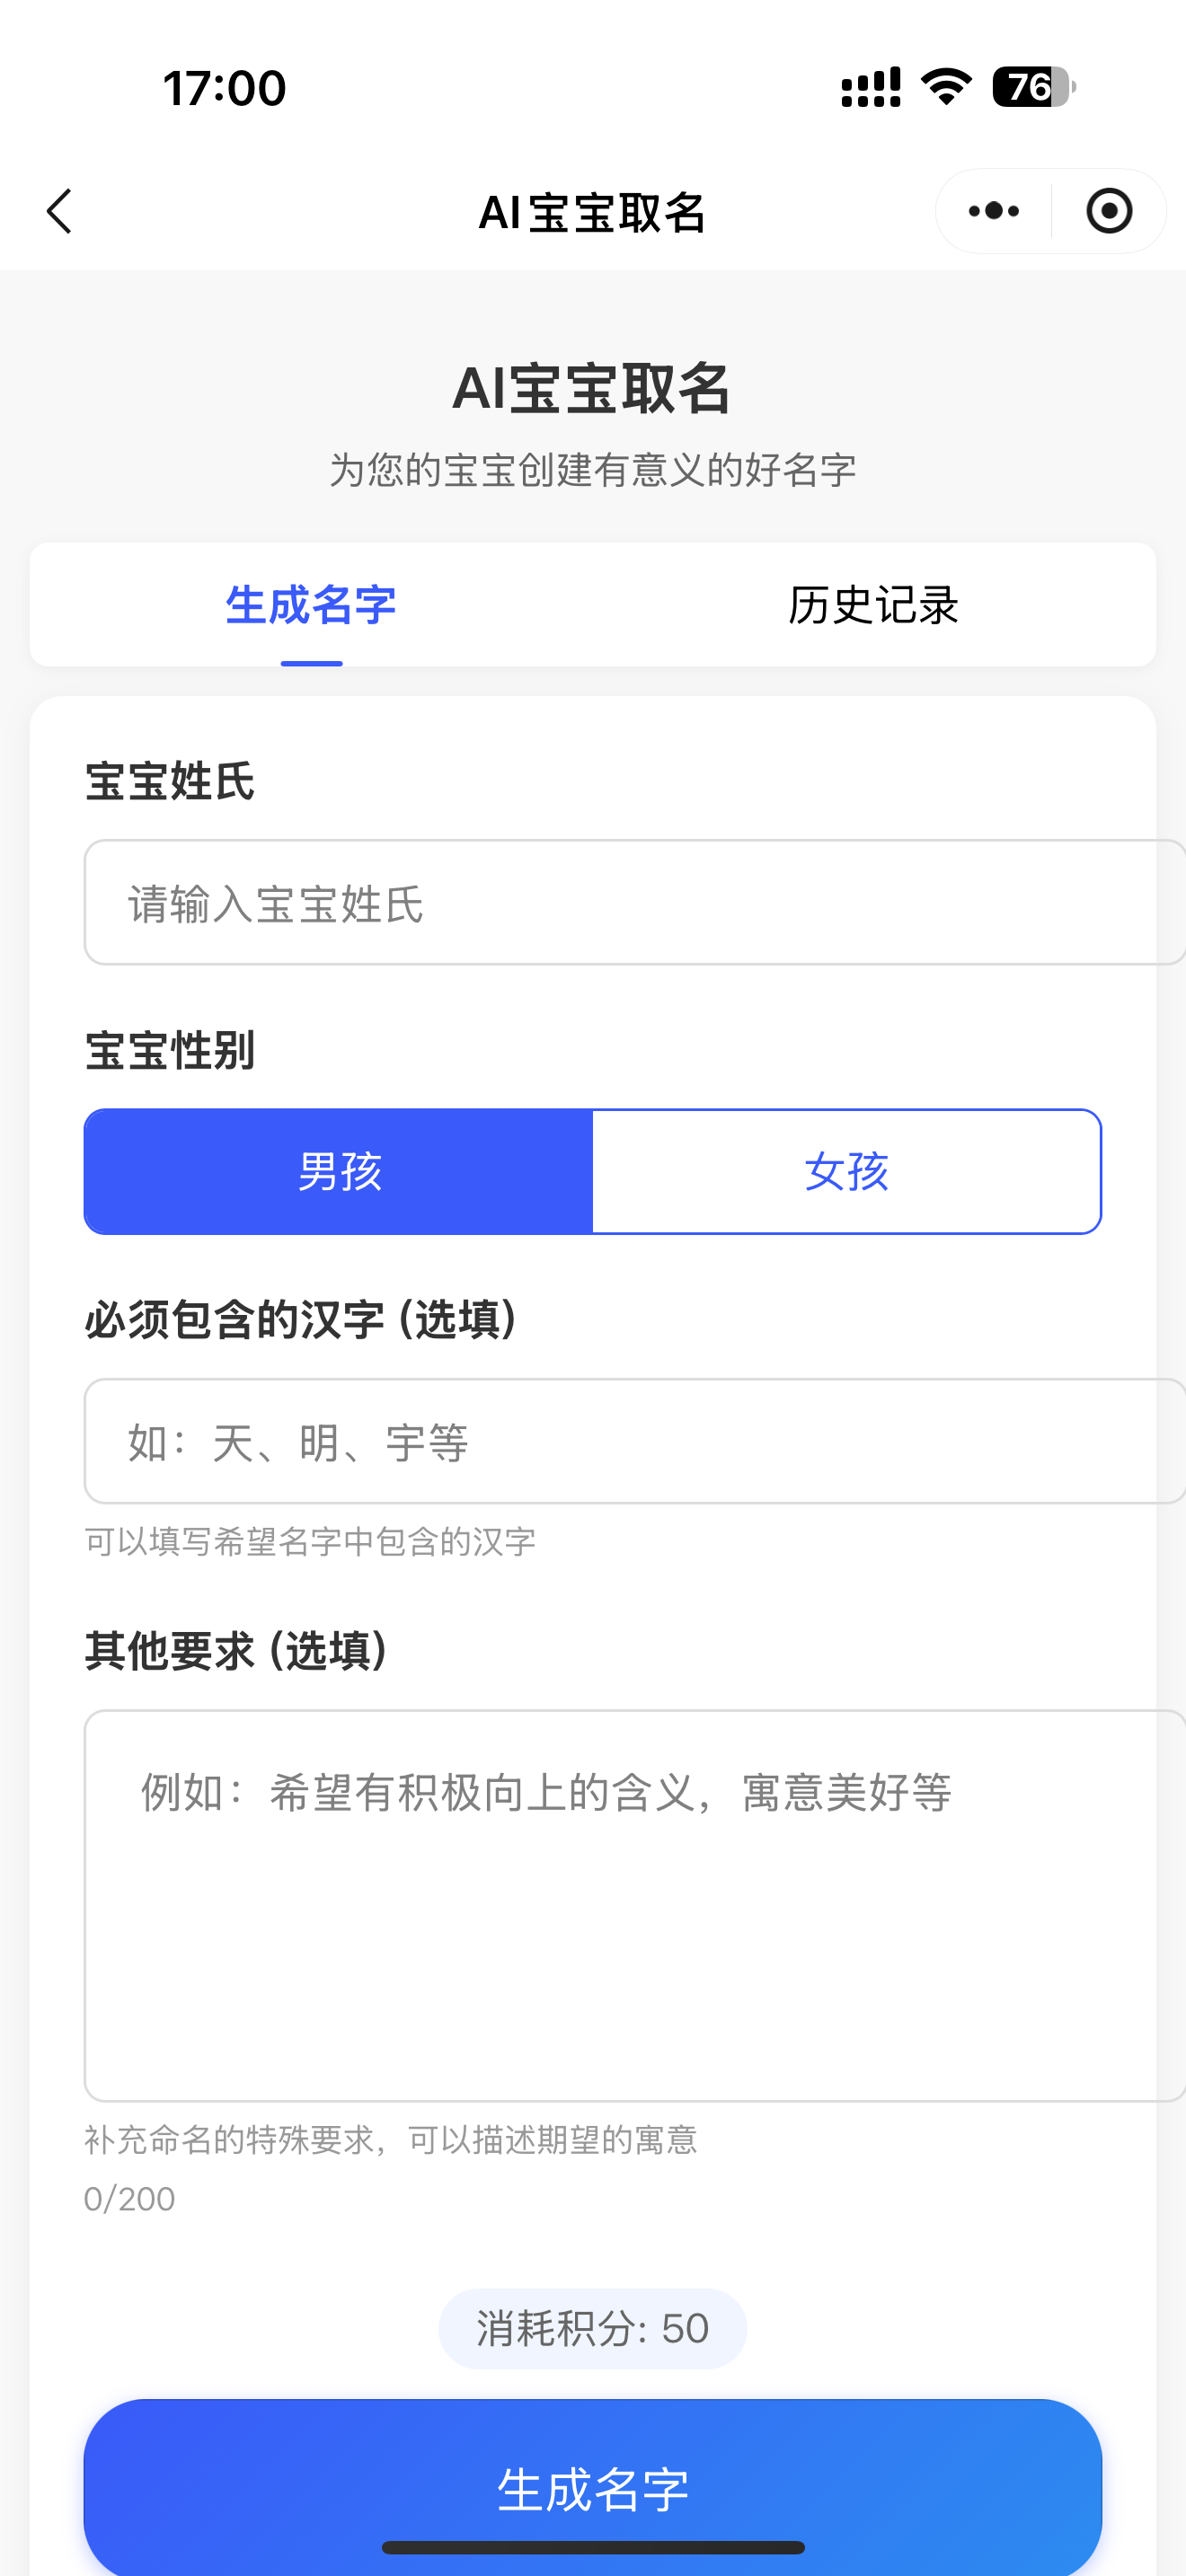 17:00
76
AI宝宝取名
AI宝宝取名
为您的宝宝创建有意义的好名字
生成名字
历史记录
宝宝姓氏
请输入宝宝姓氏
宝宝性别
男孩
女孩
必须包含的汉字 (选填)
如：天、明、宇等
可以填写希望名字中包含的汉字
其他要求 (选填)
例如：希望有积极向上的含义，寓意美好等
补充命名的特殊要求，可以描述期望的寓意
0/200
消耗积分: 50
生成名字